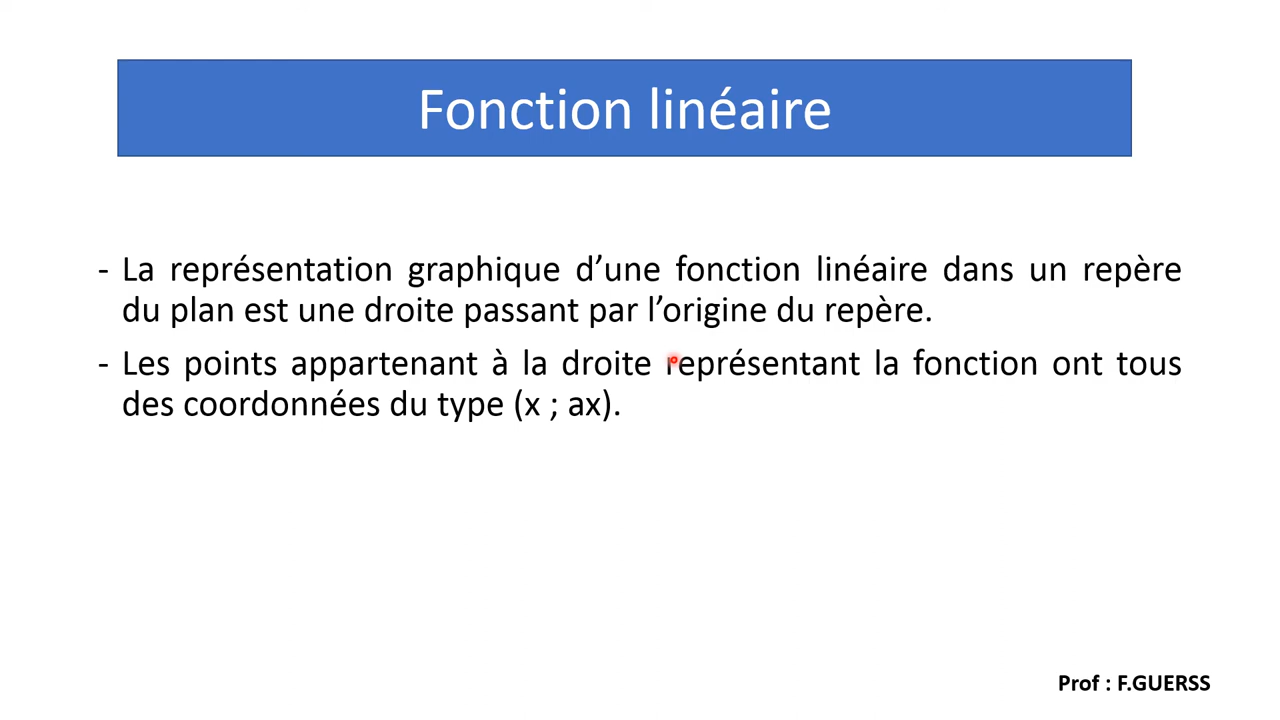 Fonction linéaire
- La représentation graphique d’une fonction linéaire dans un repère
du plan est une droite passant par l’origine du repère.
- Les points appartenant à la droite représentant la fonction ont tous
des coordonnées du type (x ; ax).
Prof : F.GUERSS